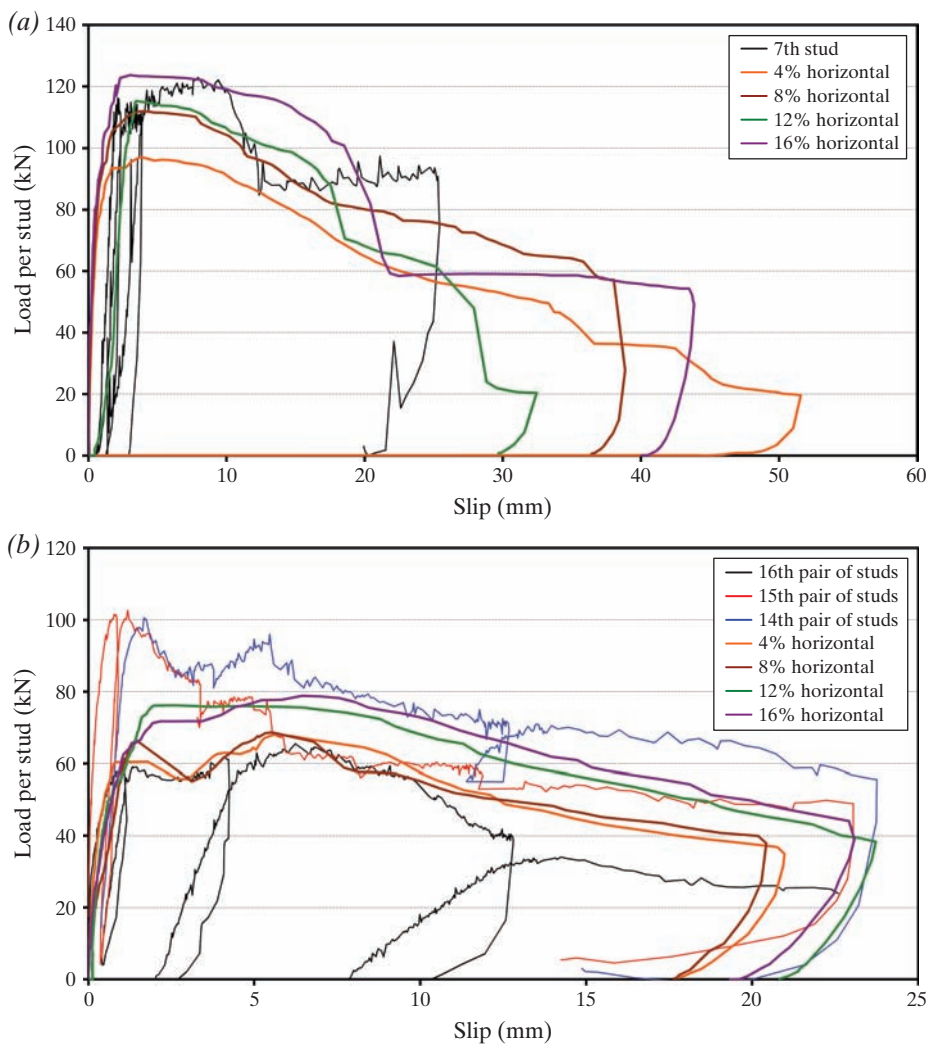 (a)
140
120
100
80
60
40
20
0
Load per stud (kN)
0 10 20 30 40 50 60
Slip (mm)
7th stud
4% horizontal
8% horizontal
12% horizontal
16% horizontal
(b)
120
100
80
60
40
20
0
Load per stud (kN)
0 5 10 15 20 25
Slip (mm)
16th pair of studs
15th pair of studs
14th pair of studs
4% horizontal
8% horizontal
12% horizontal
16% horizontal